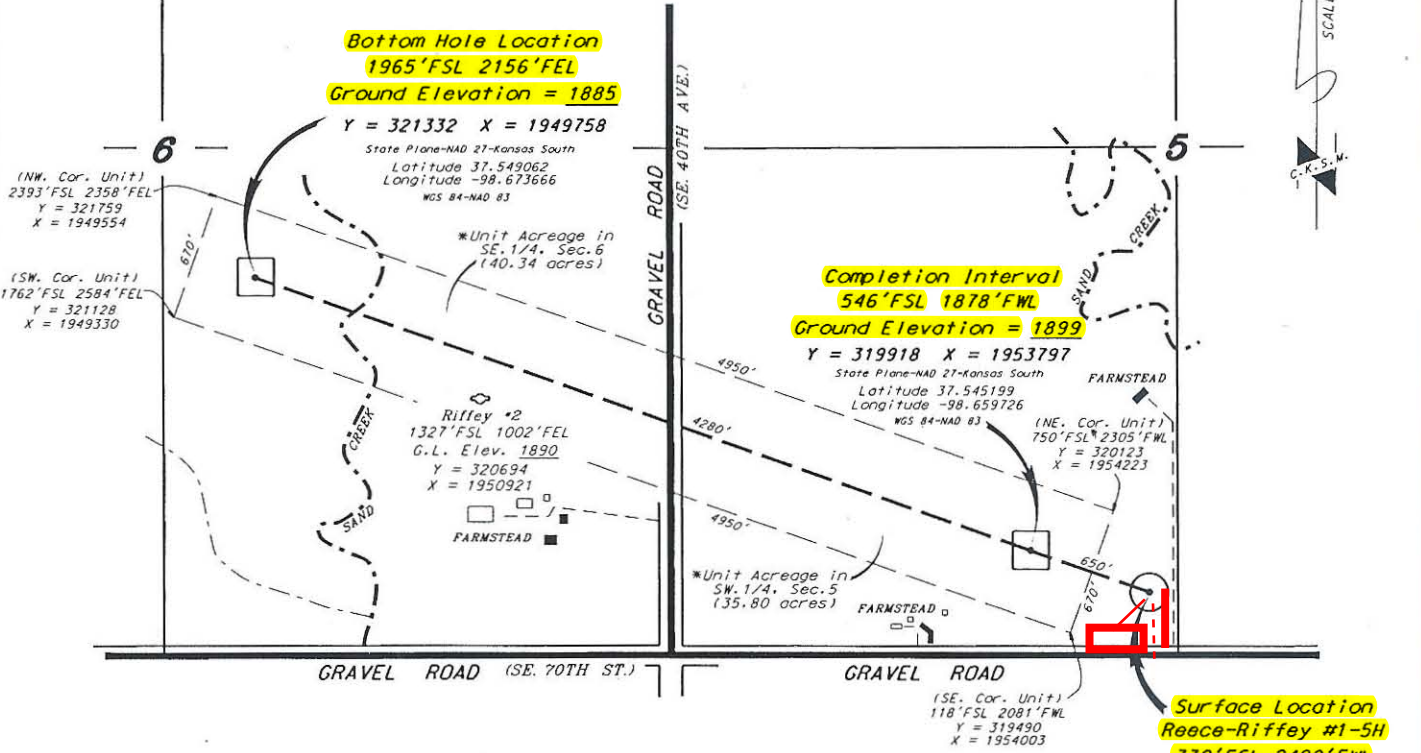 Bottom Hole Location
1965'FSL 2156'FEL
Ground Elevation = 1885
Y = 321332 X = 1949758
State Plane-NAD 27-Kansas South
Latitude 37.549062
Longitude -98.673666
WGS 84-NAD 83
6
(NW. Cor. Unit)
2393'FSL 2358'FEL
Y = 321759
X = 1949554
670'
(SW. Cor. Unit)
1762'FSL 2584'FEL
Y = 321128
X = 1949330
*Unit Acreage in
SE.1/4. Sec.6
(40.34 acres)
GRAVEL ROAD
(SE. 40TH AVE.)
5
SCALE
C.K.S.M.
SAND CREEK
Completion Interval
546'FSL 1878'FWL
Ground Elevation = 1899
Y = 319918 X = 1953797
State Plane-NAD 27-Kansas South
Latitude 37.545199
Longitude -98.659726
WGS 84-NAD 83
FARMSTEAD
(NE. Cor. Unit)
750'FSL 2305'FWL
Y = 320123
X = 1954223
4950'
4280'
4950'
Riffey #2
1327'FSL 1002'FEL
G.L. Elev. 1890
Y = 320694
X = 1950921
FARMSTEAD
SAND CREEK
*Unit Acreage in
SW.1/4. Sec.5
(35.80 acres)
FARMSTEAD
650'
670'
GRAVEL ROAD (SE. 70TH ST.)
GRAVEL ROAD
(SE. Cor. Unit)
118'FSL 2081'FWL
Y = 319490
X = 1954003
Surface Location
Reece-Riffey #1-5H